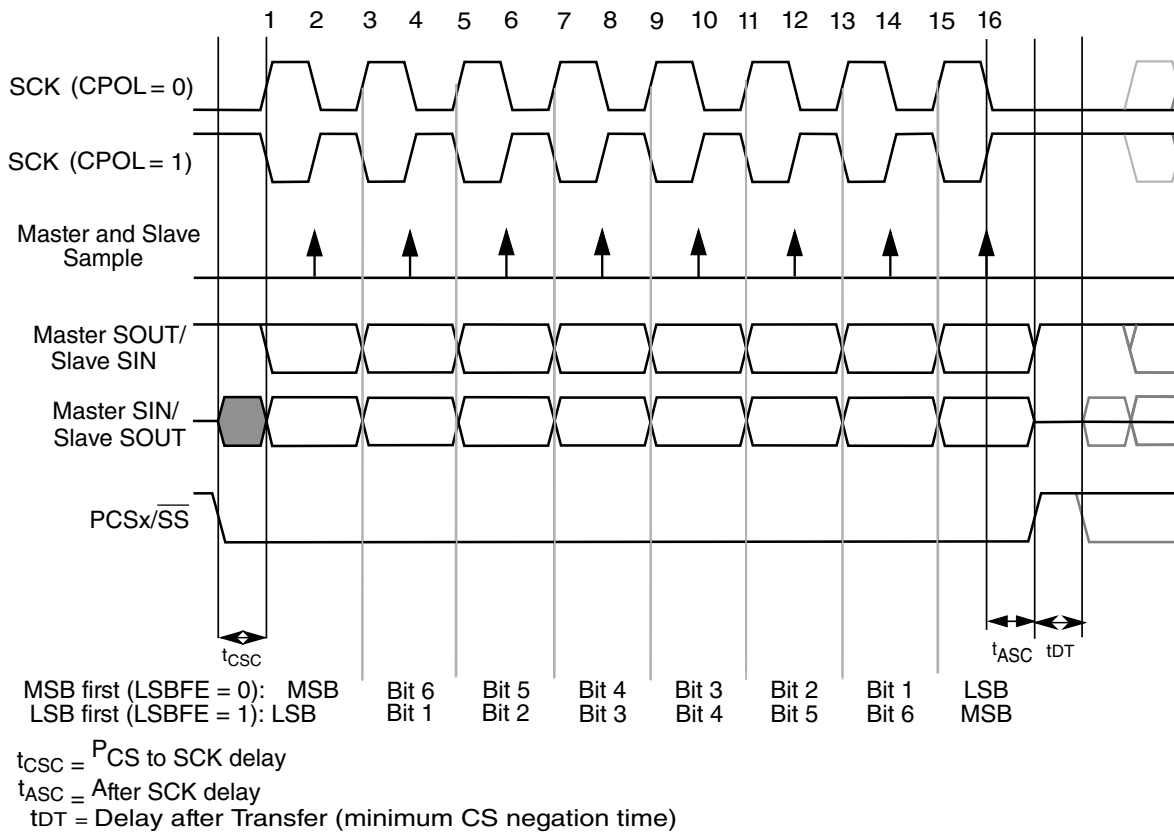 1 2 3 4 5 6 7 8 9 10 11 12 13 14 15 16
SCK (CPOL = 0)
SCK (CPOL = 1)
Master and Slave
Sample
Master SOUT/
Slave SIN
Master SIN/
Slave SOUT
PCSx/SS
tCSC
tASC
tDT
MSB first (LSBFE = 0): MSB Bit 6 Bit 5 Bit 4 Bit 3 Bit 2 Bit 1 LSB
LSB first (LSBFE = 1): LSB Bit 1 Bit 2 Bit 3 Bit 4 Bit 5 Bit 6 MSB
tCSC = PCS to SCK delay
tASC = After SCK delay
tDT = Delay after Transfer (minimum CS negation time)